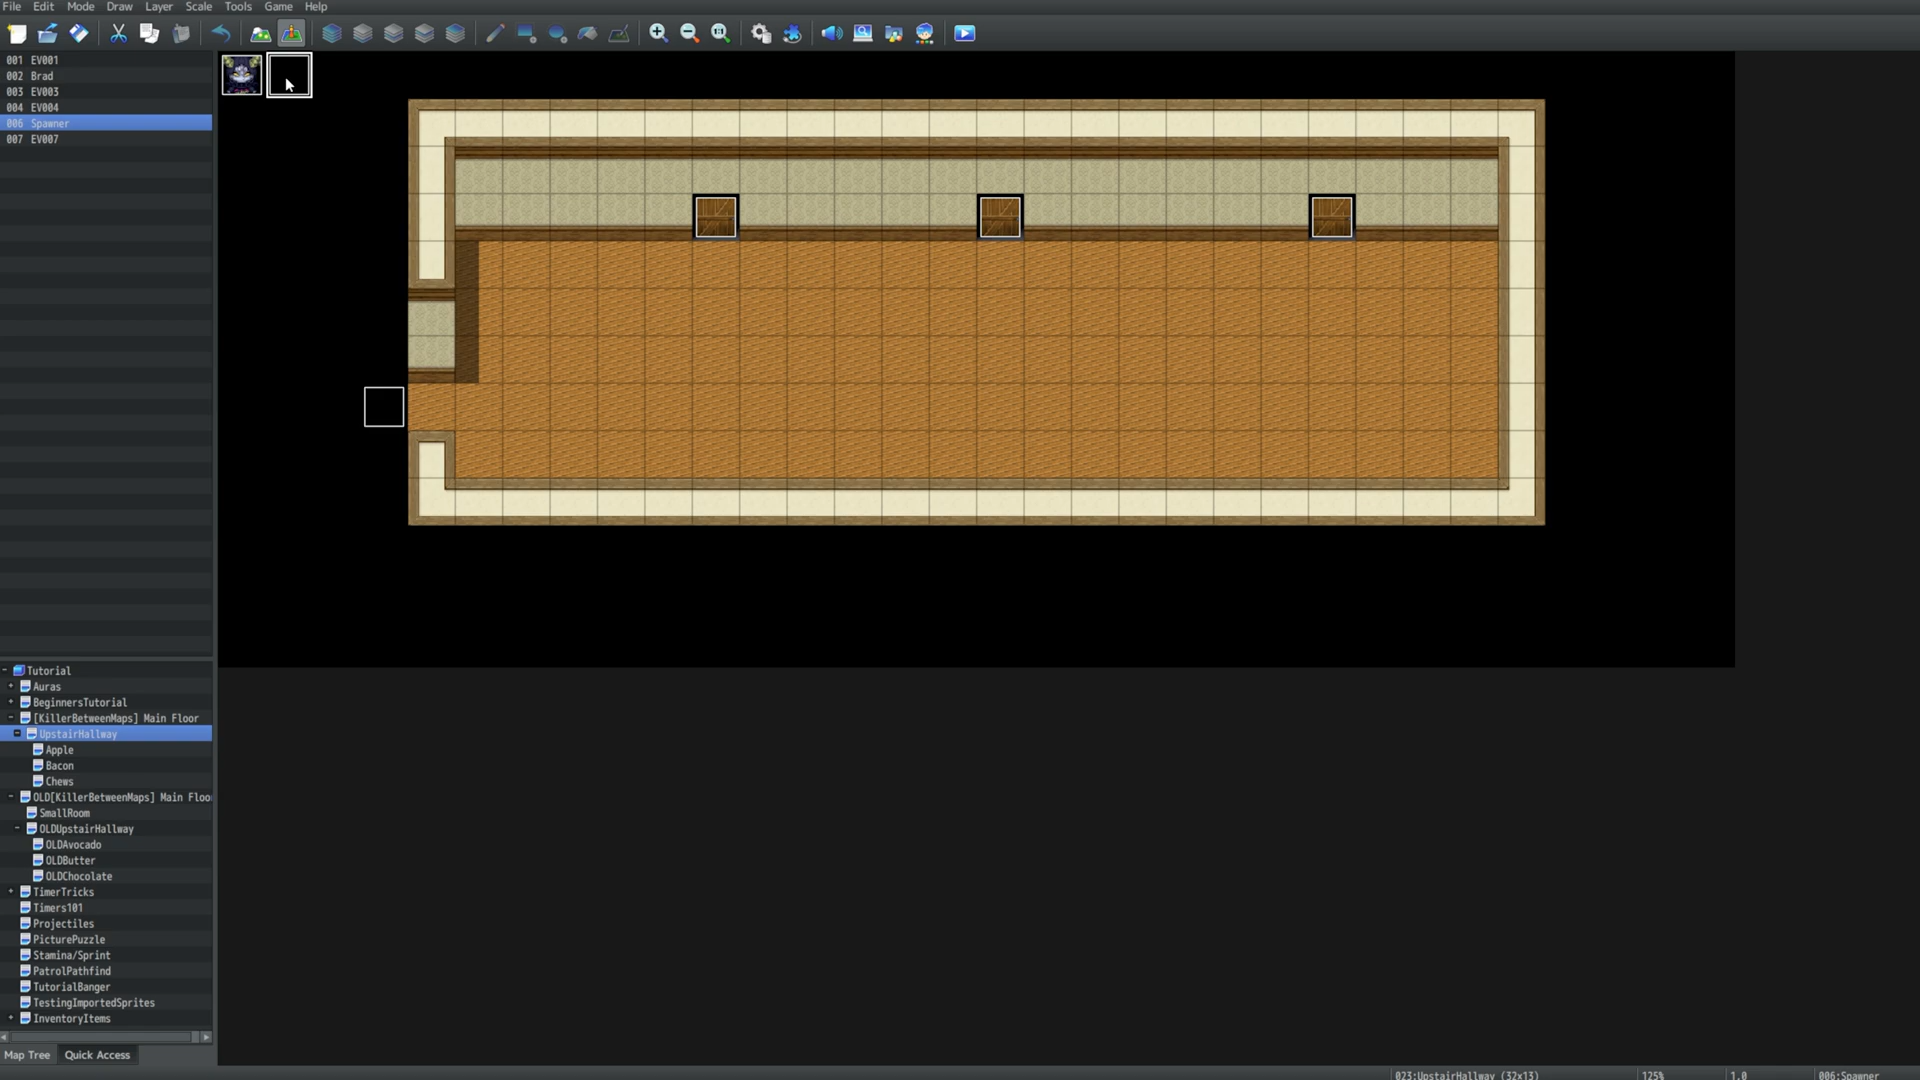 File Edit Mode Draw Layer Scale Tools Game Help
001 EV001
002 Brad
003 EV003
004 EV004
006 Spawner
007 EV007
Tutorial
Auras
BeginnersTutorial
[KillerBetweenMaps] Main Floor
UpstairHallway
Apple
Bacon
Chews
OLD[KillerBetweenMaps] Main Floo
SmallRoom
OLDUpstairHallway
OLDAvocado
OLDButter
OLDChocolate
TimerTricks
Timers101
Projectiles
PicturePuzzle
Stamina/Sprint
PatrolPathfind
TutorialBanger
TestingImportedSprites
InventoryItems
Map Tree Quick Access
023:UpstairHallway (32x13) 125% 1.0 006:Spawner